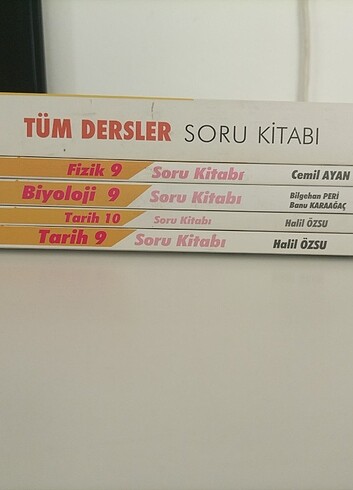 TÜM DERSLER SORU KİTABI
Fizik 9 Soru Kitabı Cemil AYAN
Biyoloji 9 Soru Kitabı Bilgehan PERİ
Banu KARAAĞAÇ
Tarih 10 Soru Kitabı Halil ÖZSU
Tarih 9 Soru Kitabı Halil ÖZSU